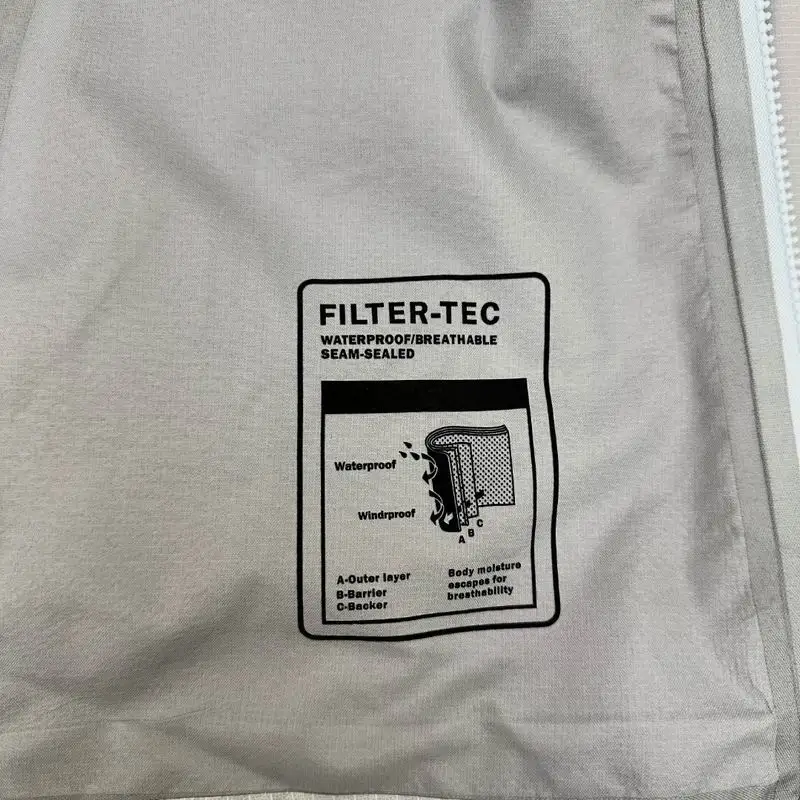 FILTER-TEC
WATERPROOF/BREATHABLE
SEAM-SEALED
Waterproof
Windrproof
A B C
A-Outer layer
B-Barrier
C-Backer
Body moisture
escapes for
breathability